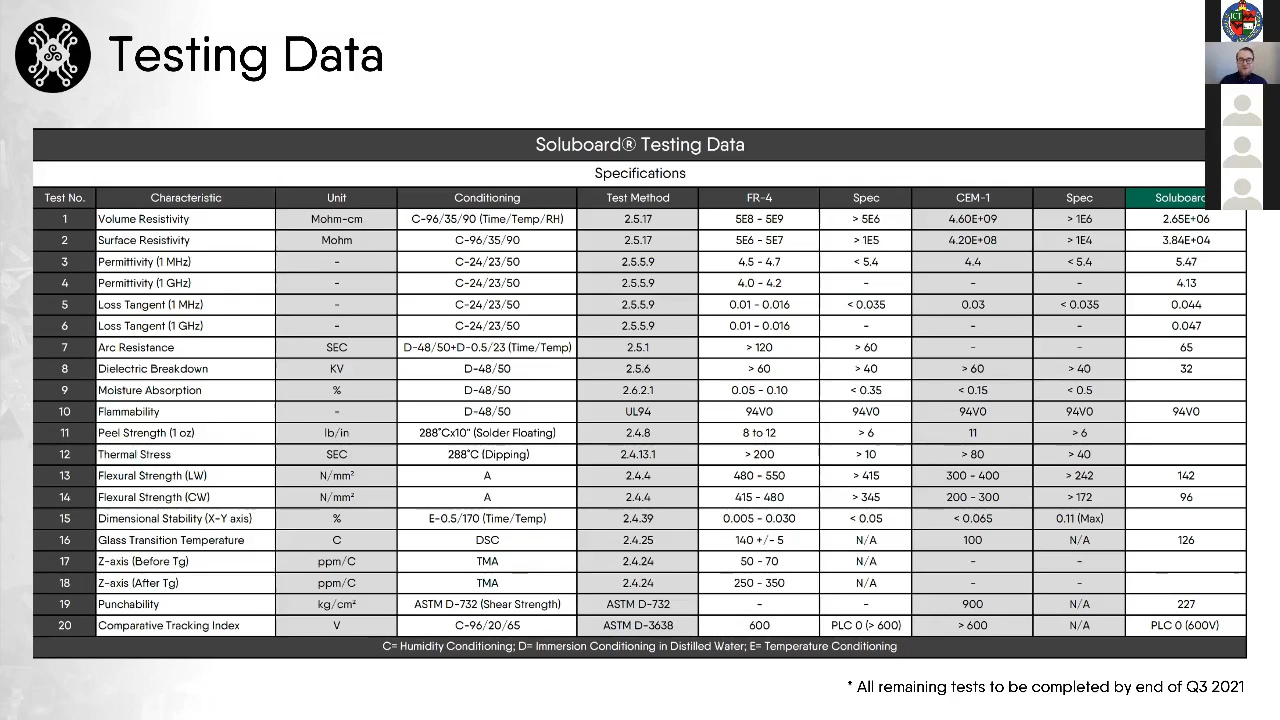 Testing Data
Soluboard® Testing Data
Specifications
Test No. Characteristic Unit Conditioning Test Method FR-4 Spec CEM-1 Spec Soluboard
1 Volume Resistivity Mohm-cm C-96/35/90 (Time/Temp/RH) 2.5.17 5E8 - 5E9 > 5E6 4.60E+09 > 1E6 2.65E+06
2 Surface Resistivity Mohm C-96/35/90 2.5.17 5E6 - 5E7 > 1E5 4.20E+08 > 1E4 3.84E+04
3 Permittivity (1 MHz) - C-24/23/50 2.5.5.9 4.5 - 4.7 < 5.4 4.4 < 5.4 5.47
4 Permittivity (1 GHz) - C-24/23/50 2.5.5.9 4.0 - 4.2 - - - 4.13
5 Loss Tangent (1 MHz) - C-24/23/50 2.5.5.9 0.01 - 0.016 < 0.035 0.03 < 0.035 0.044
6 Loss Tangent (1 GHz) - C-24/23/50 2.5.5.9 0.01 - 0.016 - - - 0.047
7 Arc Resistance SEC D-48/50+D-0.5/23 (Time/Temp) 2.5.1 > 120 > 60 - - 65
8 Dielectric Breakdown KV D-48/50 2.5.6 > 60 > 40 > 60 > 40 32
9 Moisture Absorption % D-48/50 2.6.2.1 0.05 - 0.10 < 0.35 < 0.15 < 0.5
10 Flammability - D-48/50 UL94 94V0 94V0 94V0 94V0 94V0
11 Peel Strength (1 oz) lb/in 288°Cx10" (Solder Floating) 2.4.8 8 to 12 > 6 11 > 6
12 Thermal Stress SEC 288°C (Dipping) 2.4.13.1 > 200 > 10 > 80 > 40
13 Flexural Strength (LW) N/mm² A 2.4.4 480 - 550 > 415 300 - 400 > 242 142
14 Flexural Strength (CW) N/mm² A 2.4.4 415 - 480 > 345 200 - 300 > 172 96
15 Dimensional Stability (X-Y axis) % E-0.5/170 (Time/Temp) 2.4.39 0.005 - 0.030 < 0.05 < 0.065 0.11 (Max)
16 Glass Transition Temperature C DSC 2.4.25 140 +/- 5 N/A 100 N/A 126
17 Z-axis (Before Tg) ppm/C TMA 2.4.24 50 - 70 N/A - -
18 Z-axis (After Tg) ppm/C TMA 2.4.24 250 - 350 N/A - -
19 Punchability kg/cm² ASTM D-732 (Shear Strength) ASTM D-732 - - 900 N/A 227
20 Comparative Tracking Index V C-96/20/65 ASTM D-3638 600 PLC 0 (> 600) > 600 N/A PLC 0 (600V)
C= Humidity Conditioning; D= Immersion Conditioning in Distilled Water; E= Temperature Conditioning
* All remaining tests to be completed by end of Q3 2021
ICT